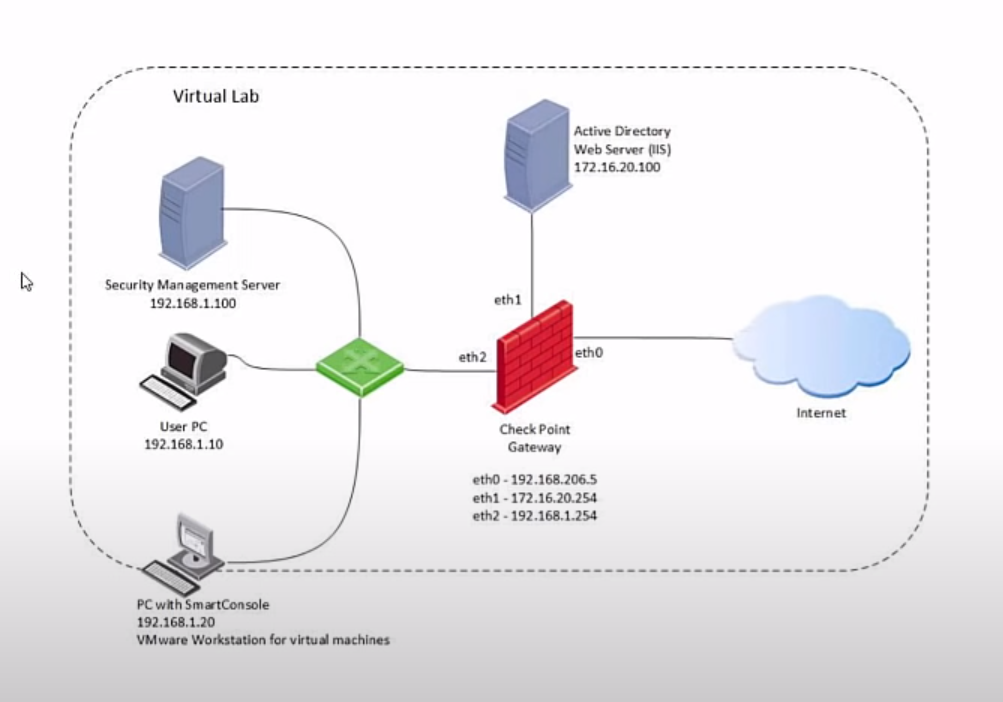 Virtual Lab
Active Directory
Web Server (IIS)
172.16.20.100
Security Management Server
192.168.1.100
eth1
eth2
eth0
User PC
192.168.1.10
Internet
Check Point
Gateway
eth0 - 192.168.206.5
eth1 - 172.16.20.254
eth2 - 192.168.1.254
PC with SmartConsole
192.168.1.20
VMware Workstation for virtual machines